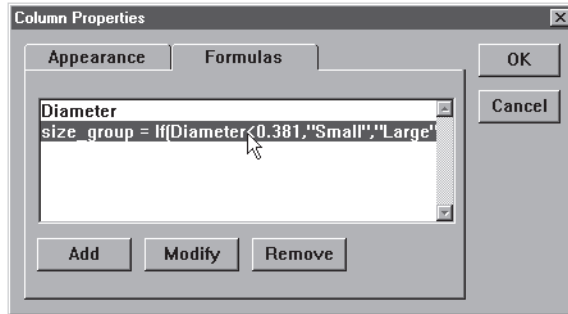 Column Properties
Appearance Formulas
OK
Cancel
Diameter
size_group = If(Diameter<0.381,"Small","Large"
Add Modify Remove